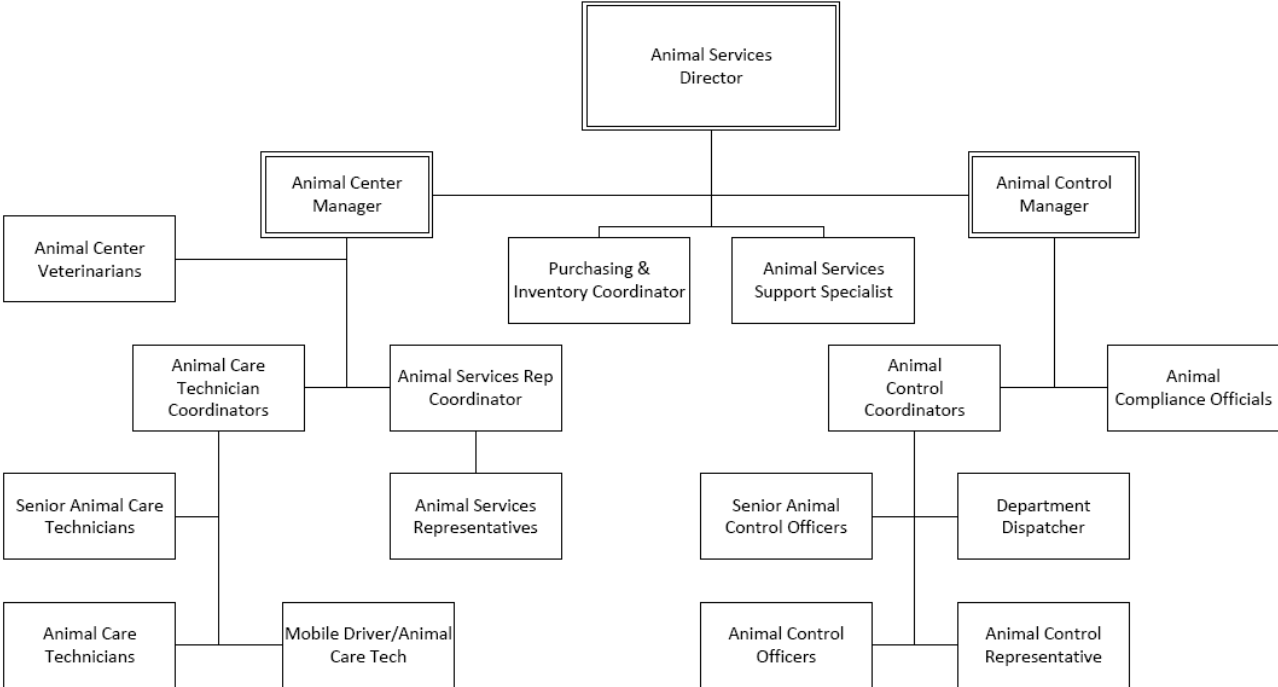 Animal Services
Director
Animal Center
Manager
Animal Control
Manager
Animal Center
Veterinarians
Purchasing &
Inventory Coordinator
Animal Services
Support Specialist
Animal Care
Technician
Coordinators
Animal Services Rep
Coordinator
Animal
Control
Coordinators
Animal
Compliance Officials
Senior Animal Care
Technicians
Animal Services
Representatives
Senior Animal
Control Officers
Department
Dispatcher
Animal Care
Technicians
Mobile Driver/Animal
Care Tech
Animal Control
Officers
Animal Control
Representative